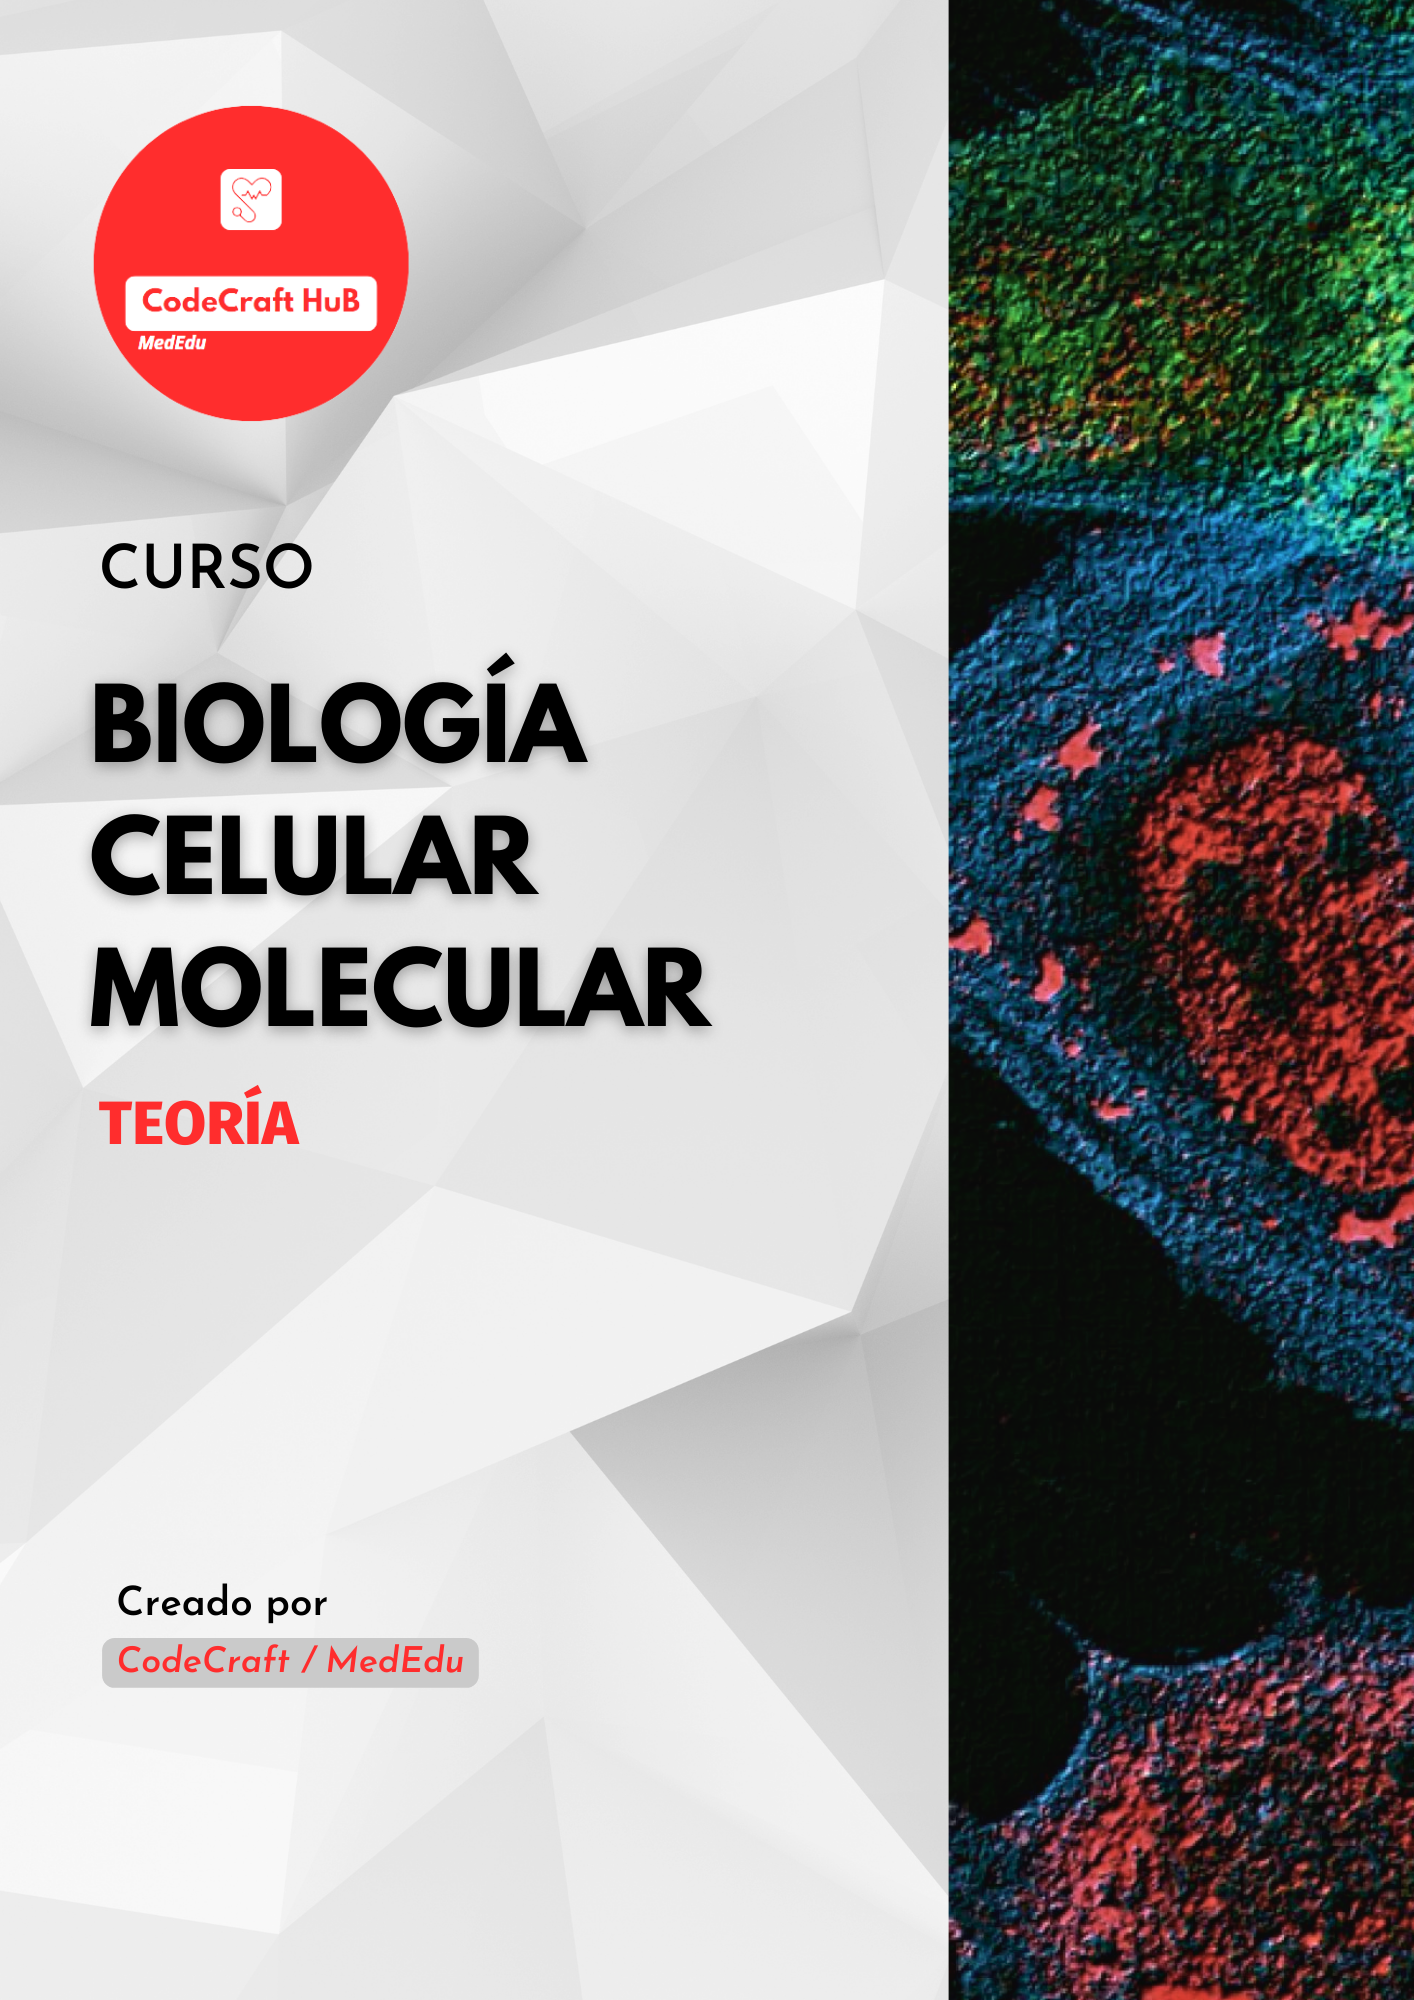 CodeCraft HuB
MedEdu
CURSO
BIOLOGÍA
CELULAR
MOLECULAR
TEORÍA
Creado por
CodeCraft / MedEdu